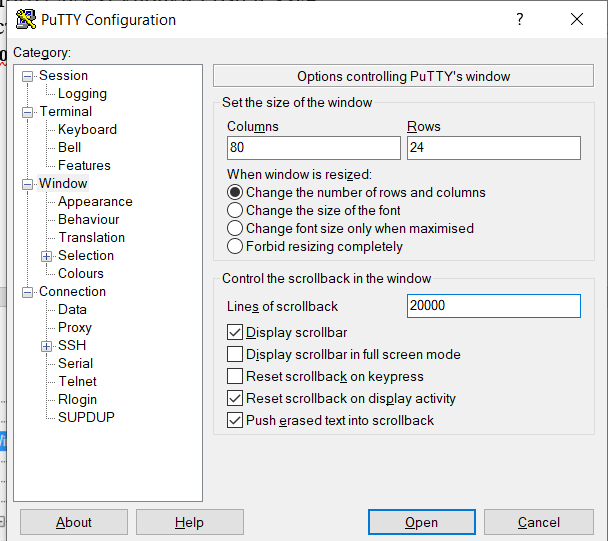 PuTTY Configuration
?
Category:
Session
Logging
Terminal
Keyboard
Bell
Features
Window
Appearance
Behaviour
Translation
Selection
Colours
Connection
Data
Proxy
SSH
Serial
Telnet
Rlogin
SUPDUP
Options controlling PuTTY's window
Set the size of the window
Columns Rows
80 24
When window is resized:
Change the number of rows and columns
Change the size of the font
Change font size only when maximised
Forbid resizing completely
Control the scrollback in the window
Lines of scrollback 20000
Display scrollbar
Display scrollbar in full screen mode
Reset scrollback on keypress
Reset scrollback on display activity
Push erased text into scrollback
About Help Open Cancel